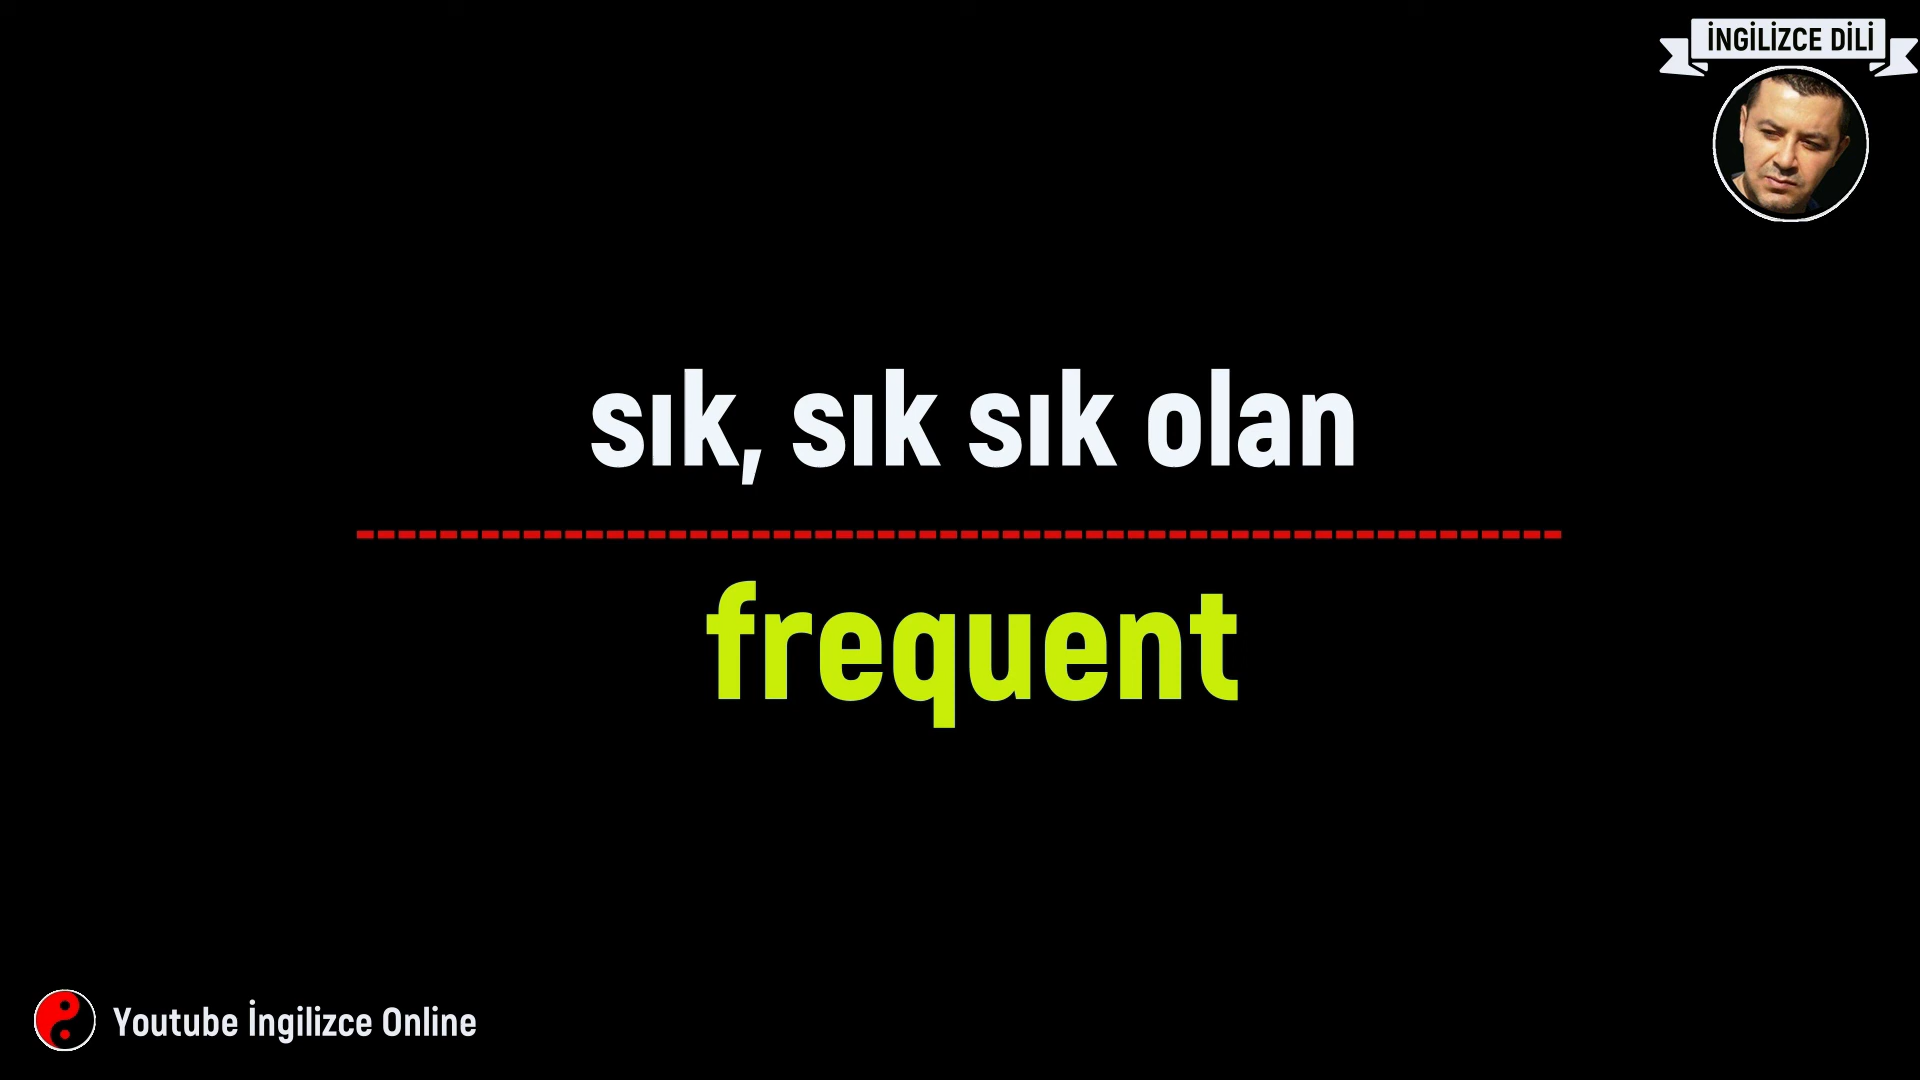 İNGİLİZCE DİLİ
sık, sık sık olan
frequent
Youtube İngilizce Online